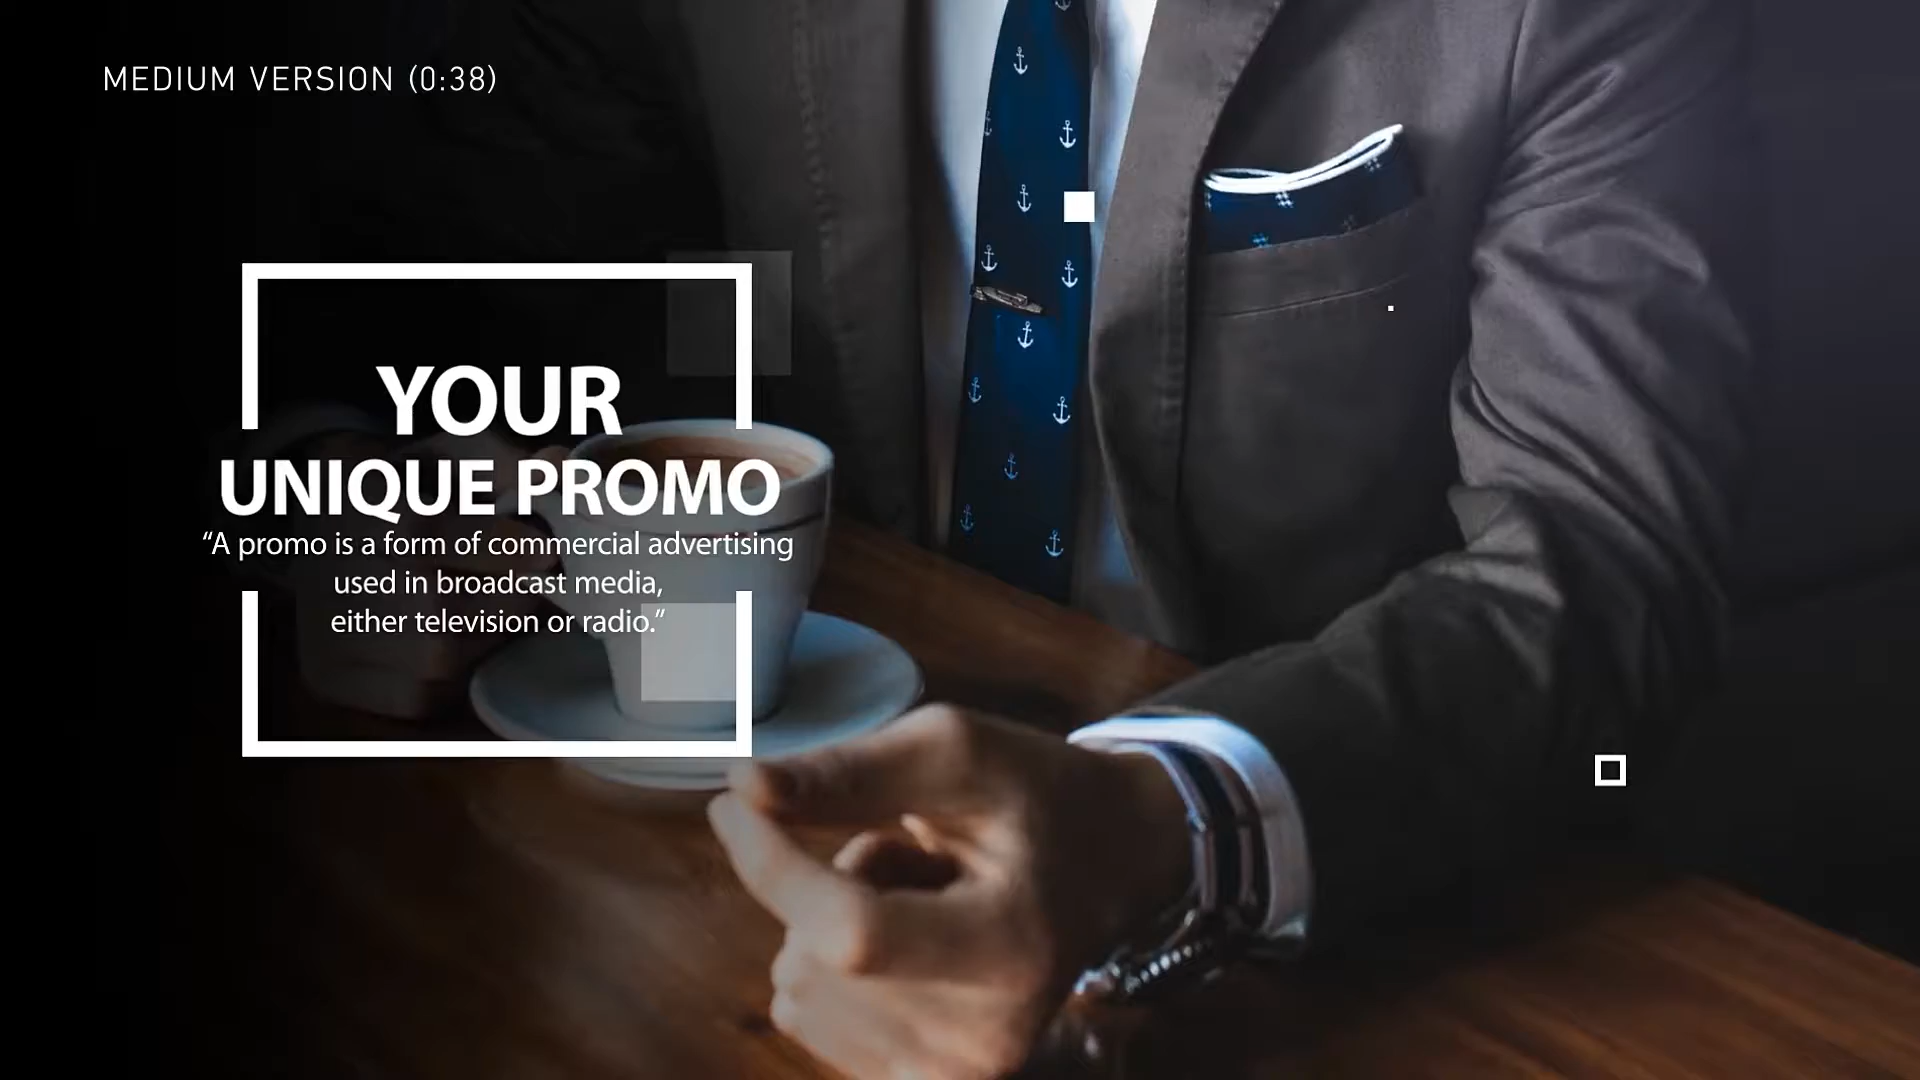 MEDIUM VERSION (0:38)
YOUR
UNIQUE PROMO
“A promo is a form of commercial advertising
used in broadcast media,
either television or radio.”